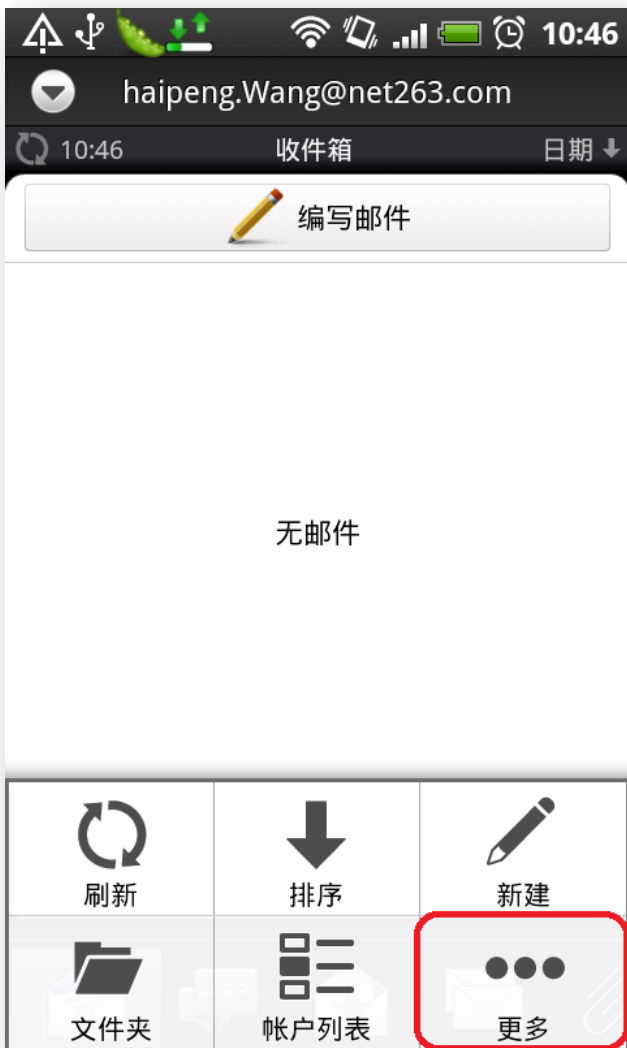 10:46
haipeng.Wang@net263.com
10:46 收件箱 日期
编写邮件
无邮件
刷新 排序 新建
文件夹 帐户列表 更多